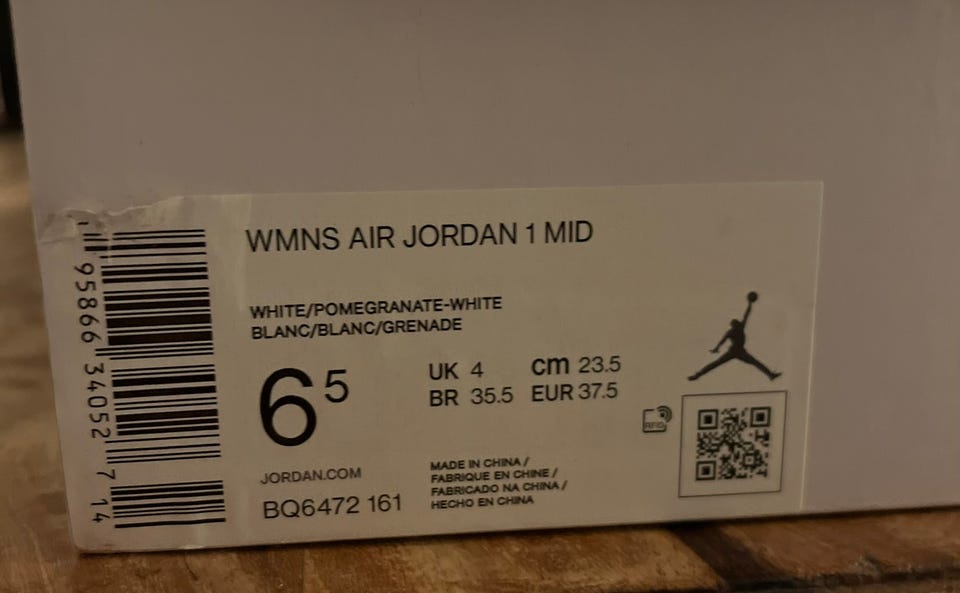 WMNS AIR JORDAN 1 MID
WHITE/POMEGRANATE-WHITE
BLANC/BLANC/GRENADE
6 5
UK 4 cm 23.5
BR 35.5 EUR 37.5
RFID
JORDAN.COM
BQ6472 161
MADE IN CHINA /
FABRIQUE EN CHINE /
FABRICADO NA CHINA /
HECHO EN CHINA
95866 34052 7 14